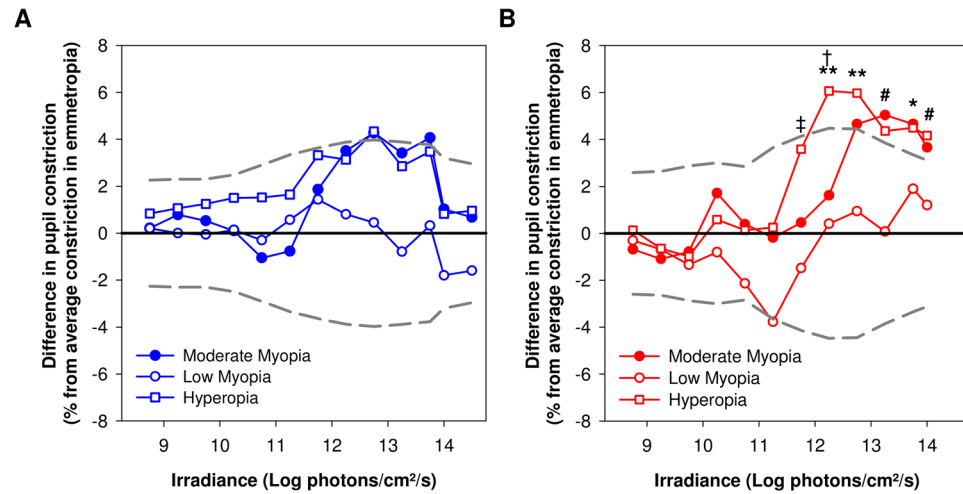 A
Difference in pupil constriction
(% from average constriction in emmetropia)
8
6
4
2
0
-2
-4
-6
-8
Moderate Myopia
Low Myopia
Hyperopia
9 10 11 12 13 14
Irradiance (Log photons/cm²/s)
B
Difference in pupil constriction
(% from average constriction in emmetropia)
8
6
4
2
0
-2
-4
-6
-8
†
** ** * 
‡ # #
Moderate Myopia
Low Myopia
Hyperopia
9 10 11 12 13 14
Irradiance (Log photons/cm²/s)